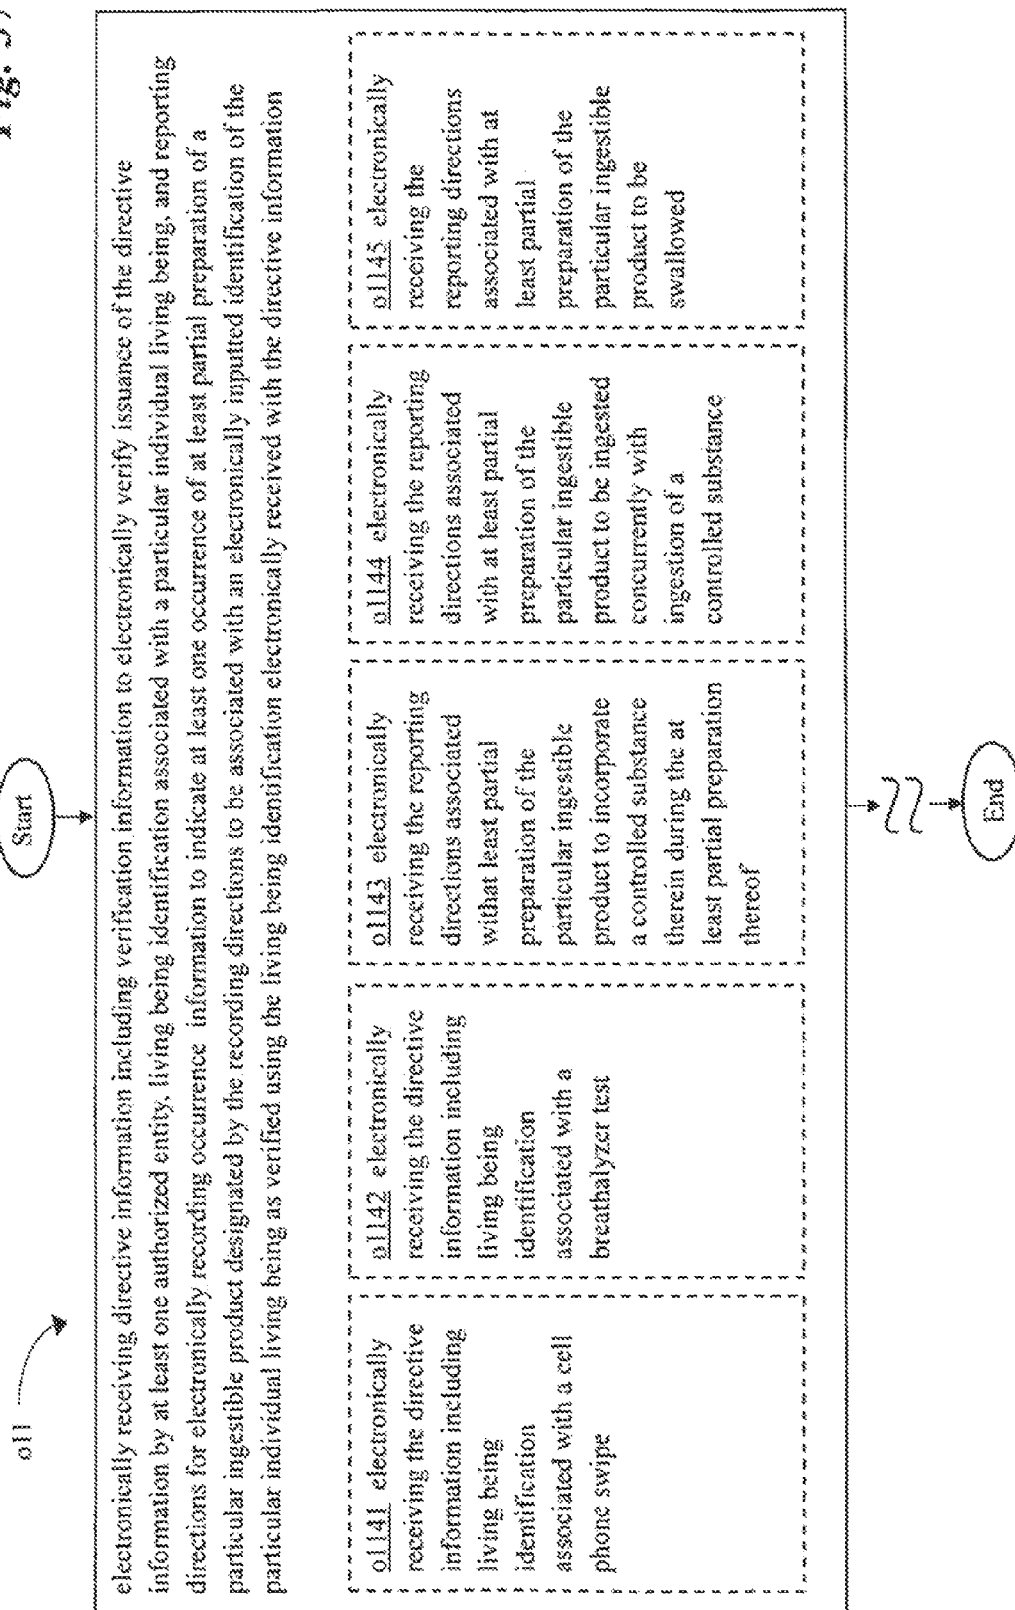 Start
o11
electronically receiving directive information including verification information to electronically verify issuance of the directive
information by at least one authorized entity, living being identification associated with a particular individual living being, and reporting
directions for electronically recording occurrence information to indicate at least one occurrence of at least partial preparation of a
particular ingestible product designated by the recording directions to be associated with an electronically inputted identification of the
particular individual living being as verified using the living being identification electronically received with the directive information
o1141 electronically
receiving the directive
information including
living being
identification
associated with a cell
phone swipe
o1142 electronically
receiving the directive
information including
living being
identification
associated with a
breathalyzer test
o1143 electronically
receiving the reporting
directions associated
withat least partial
preparation of the
particular ingestible
product to incorporate
a controlled substance
therein during the at
least partial preparation
thereof
o1144 electronically
receiving the reporting
directions associated
with at least partial
preparation of the
particular ingestible
product to be ingested
concurrently with
ingestion of a
controlled substance
o1145 electronically
receiving the
reporting directions
associated with at
least partial
preparation of the
particular ingestible
product to be
swallowed
End